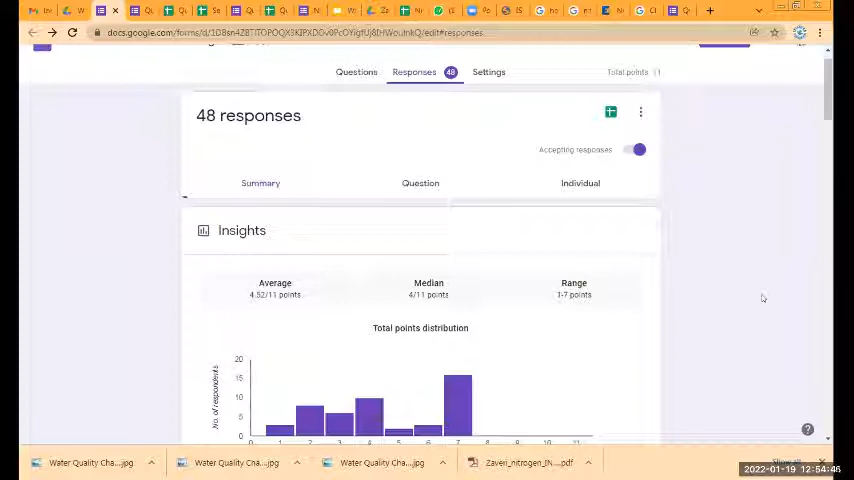 docs.google.com/forms/d/
/edit#responses
Questions
Responses 48
Settings
Total points
48 responses
Accepting responses
Summary
Question
Individual
Insights
Average
4.52/11 points
Median
4/11 points
Range
1-7 points
Total points distribution
No. of respondents
20
15
10
5
0
0 1 2 3 4 5 6 7 8 9 10 11
Water Quality Cha....jpg
Water Quality Cha....jpg
Water Quality Cha....jpg
Zaveri_nitrogen_IN....pdf
Show all
2022-01-19 12:54:45